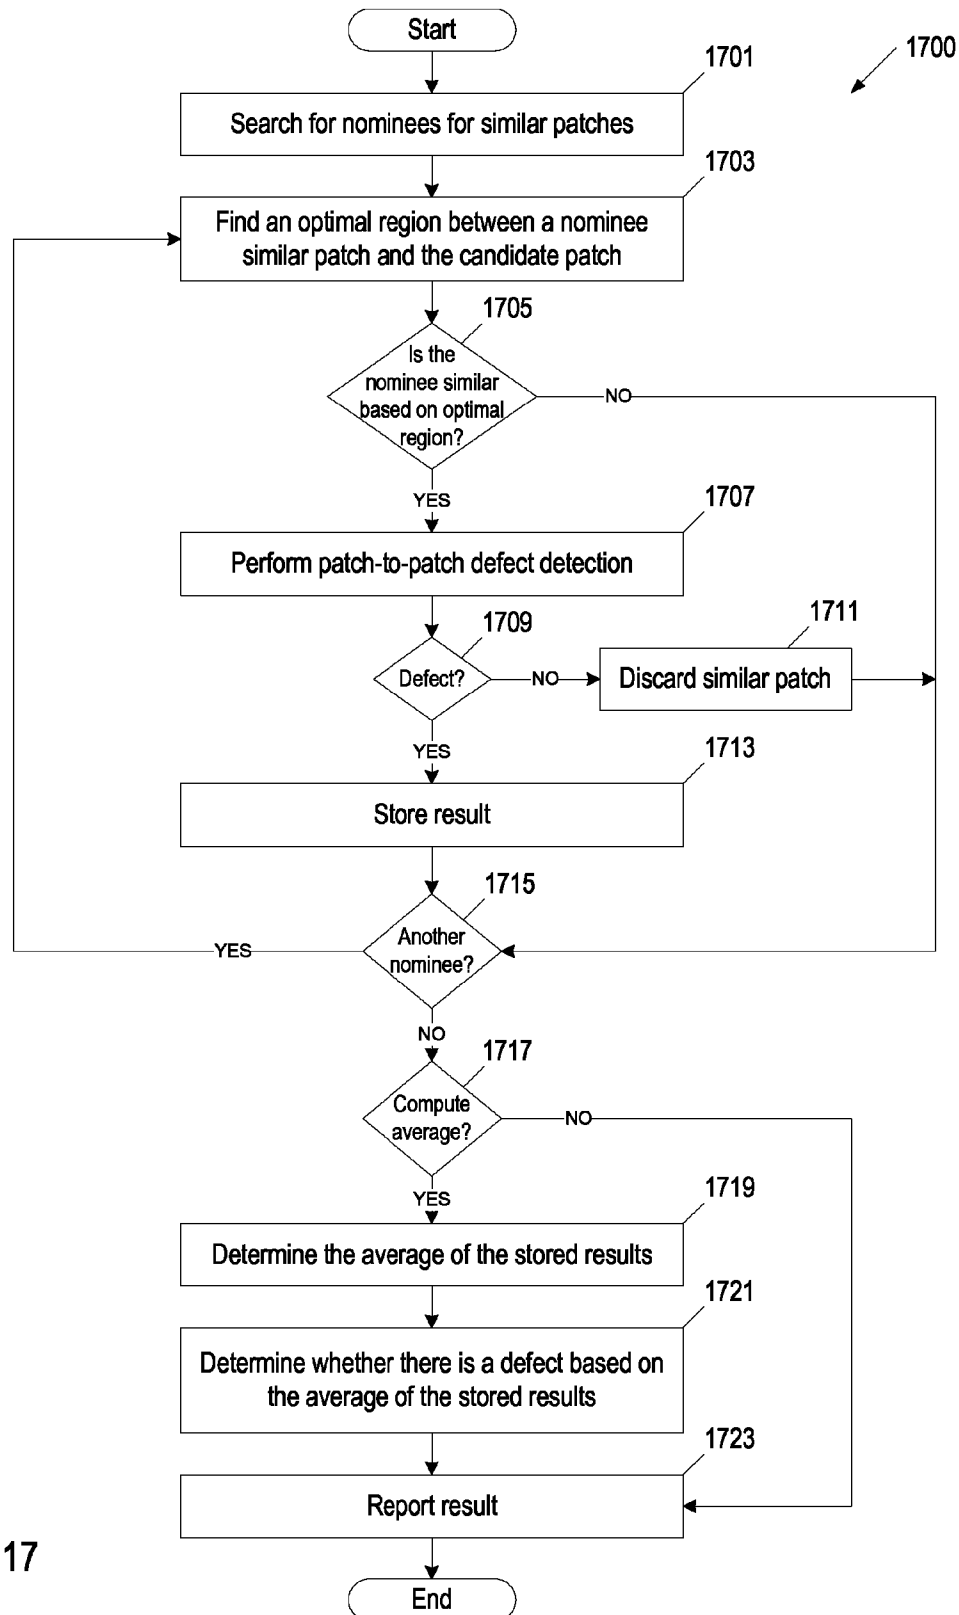 Start
1700
1701
Search for nominees for similar patches
1703
Find an optimal region between a nominee
similar patch and the candidate patch
1705
Is the
nominee similar
based on optimal
region?
NO
YES
1707
Perform patch-to-patch defect detection
1709
Defect?
NO
1711
Discard similar patch
YES
1713
Store result
1715
Another
nominee?
YES
NO
1717
Compute
average?
NO
YES
1719
Determine the average of the stored results
1721
Determine whether there is a defect based on
the average of the stored results
1723
Report result
17
End